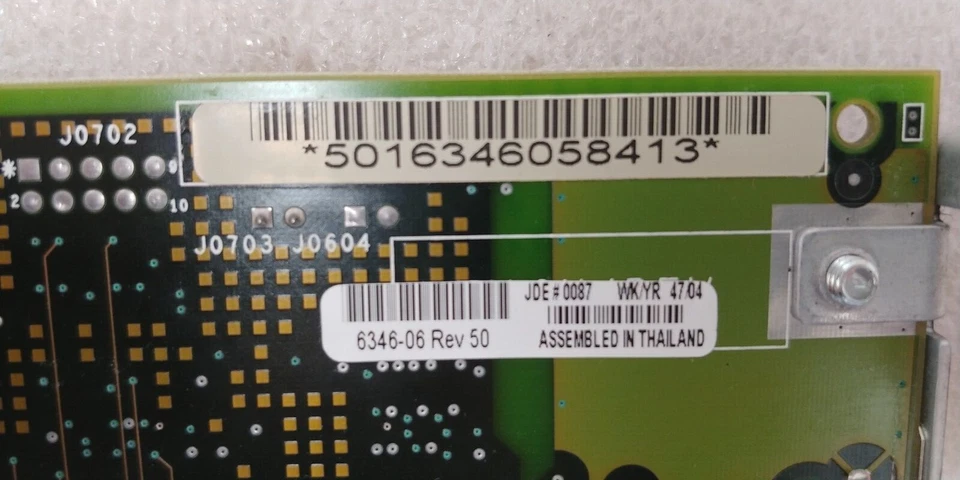 J0702
*5016346058413*
* 9
2 10
J0703 J0604
JDE # 0087 WK/YR 47/04
6346-06 Rev 50 ASSEMBLED IN THAILAND